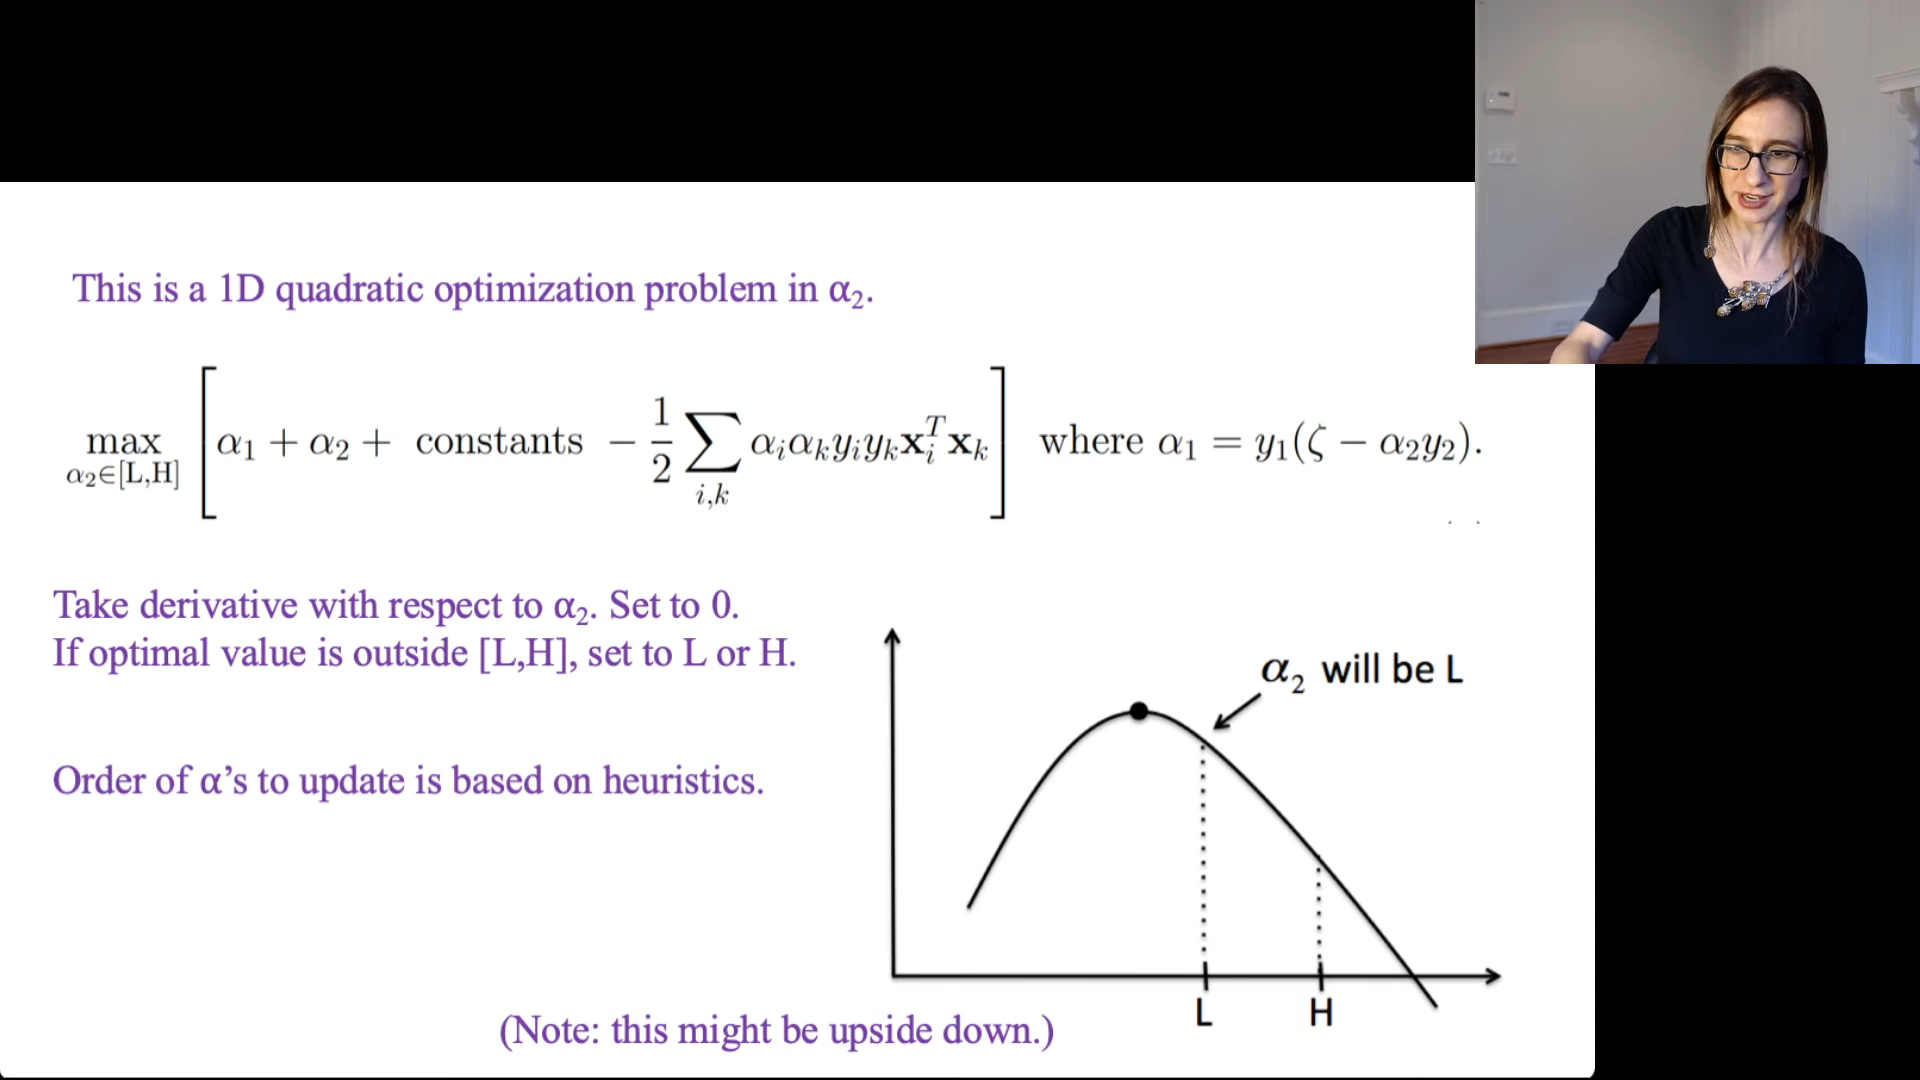 This is a 1D quadratic optimization problem in α₂.
max_{α₂∈[L,H]} [α₁ + α₂ + constants − 1/2 ∑_{i,k} αᵢαₖyᵢyₖxᵢᵀxₖ] where α₁ = y₁(ζ − α₂y₂).
Take derivative with respect to α₂. Set to 0.
If optimal value is outside [L,H], set to L or H.
α₂ will be L
Order of α’s to update is based on heuristics.
L H
(Note: this might be upside down.)